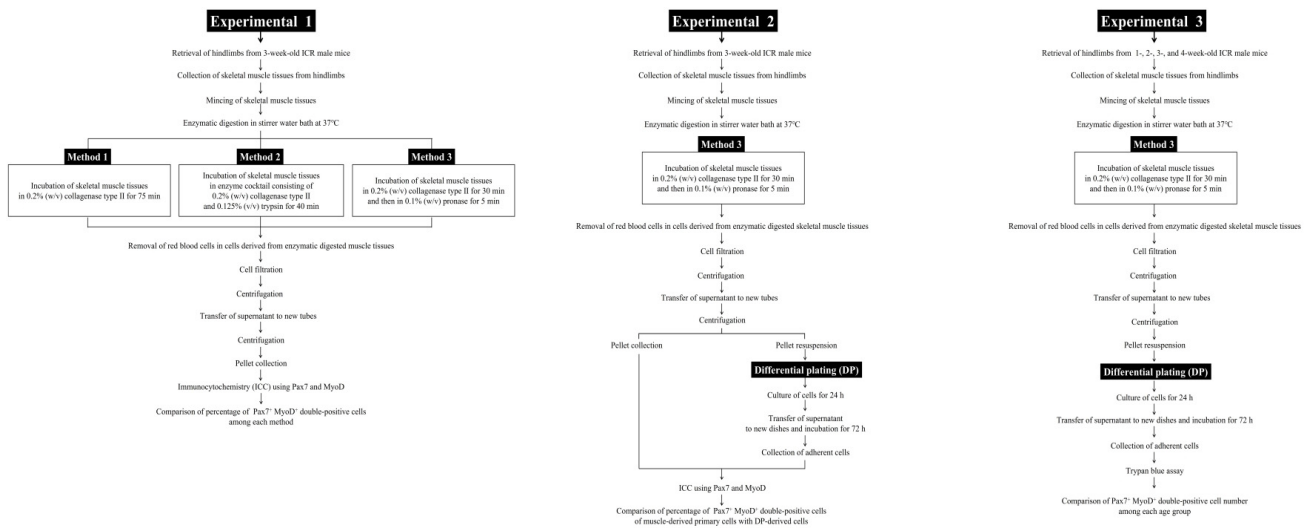 Experimental 1
Retrieval of hindlimbs from 3-week-old ICR male mice
Collection of skeletal muscle tissues from hindlimbs
Mincing of skeletal muscle tissues
Enzymatic digestion in stirrer water bath at 37°C
Method 1
Incubation of skeletal muscle tissues
in 0.2% (w/v) collagenase type II for 75 min
Method 2
Incubation of skeletal muscle tissues
in enzyme cocktail consisting of
0.2% (w/v) collagenase type II
and 0.125% (v/v) trypsin for 40 min
Method 3
Incubation of skeletal muscle tissues
in 0.2% (w/v) collagenase type II for 30 min
and then in 0.1% (w/v) pronase for 5 min
Removal of red blood cells in cells derived from enzymatic digested muscle tissues
Cell filtration
Centrifugation
Transfer of supernatant to new tubes
Centrifugation
Pellet collection
Immunocytochemistry (ICC) using Pax7 and MyoD
Comparison of percentage of Pax7⁺ MyoD⁺ double-positive cells
among each method
Experimental 2
Retrieval of hindlimbs from 3-week-old ICR male mice
Collection of skeletal muscle tissues from hindlimbs
Mincing of skeletal muscle tissues
Enzymatic digestion in stirrer water bath at 37°C
Method 3
Incubation of skeletal muscle tissues
in 0.2% (w/v) collagenase type II for 30 min
and then in 0.1% (w/v) pronase for 5 min
Removal of red blood cells in cells derived from enzymatic digested skeletal muscle tissues
Cell filtration
Centrifugation
Transfer of supernatant to new tubes
Centrifugation
Pellet collection
Pellet resuspension
Differential plating (DP)
Culture of cells for 24 h
Transfer of supernatant
to new dishes and incubation for 72 h
Collection of adherent cells
ICC using Pax7 and MyoD
Comparison of percentage of Pax7⁺ MyoD⁺ double-positive cells
of muscle-derived primary cells with DP-derived cells
Experimental 3
Retrieval of hindlimbs from 1-, 2-, 3-, and 4-week-old ICR male mice
Collection of skeletal muscle tissues from hindlimbs
Mincing of skeletal muscle tissues
Enzymatic digestion in stirrer water bath at 37°C
Method 3
Incubation of skeletal muscle tissues
in 0.2% (w/v) collagenase type II for 30 min
and then in 0.1% (w/v) pronase for 5 min
Removal of red blood cells in cells derived from enzymatic digested skeletal muscle tissues
Cell filtration
Centrifugation
Transfer of supernatant to new tubes
Centrifugation
Pellet resuspension
Differential plating (DP)
Culture of cells for 24 h
Transfer of supernatant to new dishes and incubation for 72 h
Collection of adherent cells
Trypan blue assay
Comparison of Pax7⁺ MyoD⁺ double-positive cell number
among each age group